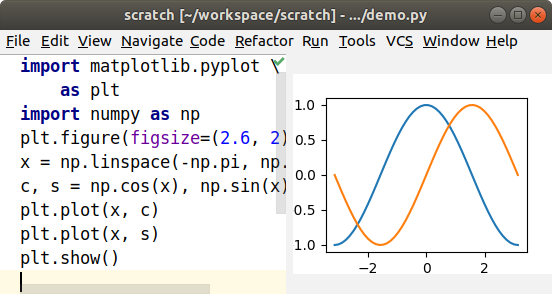 scratch [~/workspace/scratch] - .../demo.py
File Edit View Navigate Code Refactor Run Tools VCS Window Help
import matplotlib.pyplot \
as plt
import numpy as np
plt.figure(figsize=(2.6, 2)
x = np.linspace(-np.pi, np.
c, s = np.cos(x), np.sin(x)
plt.plot(x, c)
plt.plot(x, s)
plt.show()
1.0
0.5
0.0
0.5
1.0
−2 0 2